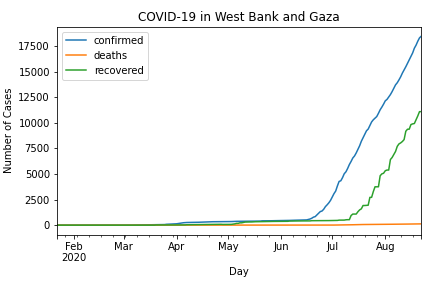 COVID-19 in West Bank and Gaza
confirmed
deaths
recovered
Number of Cases
17500
15000
12500
10000
7500
5000
2500
0
Feb
2020
Mar
Apr
May
Jun
Jul
Aug
Day